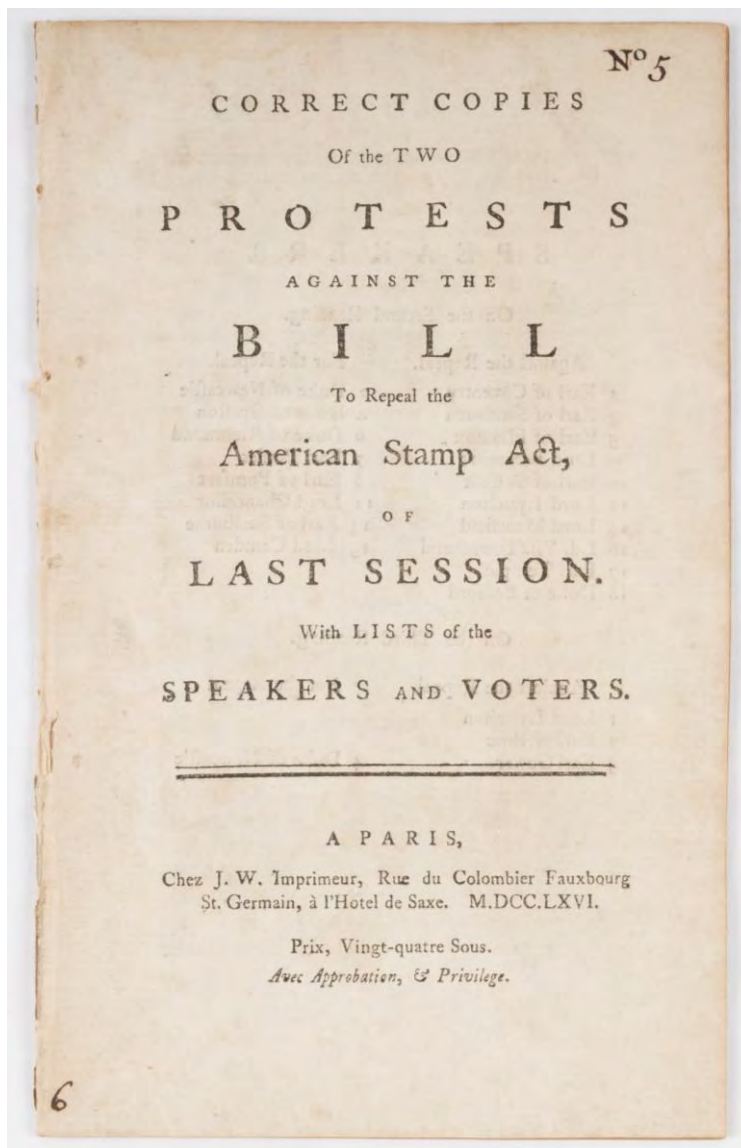 Nº 5
CORRECT COPIES
Of the TWO
PROTESTS
AGAINST THE
BILL
To Repeal the
American Stamp Act,
OF
LAST SESSION.
With LISTS of the
SPEAKERS AND VOTERS.
A PARIS,
Chez J. W. Imprimeur, Rue du Colombier Fauxbourg
St. Germain, à l'Hotel de Saxe. M.DCC.LXVI.
Prix, Vingt-quatre Sous.
Avec Approbation, & Privilege.
6